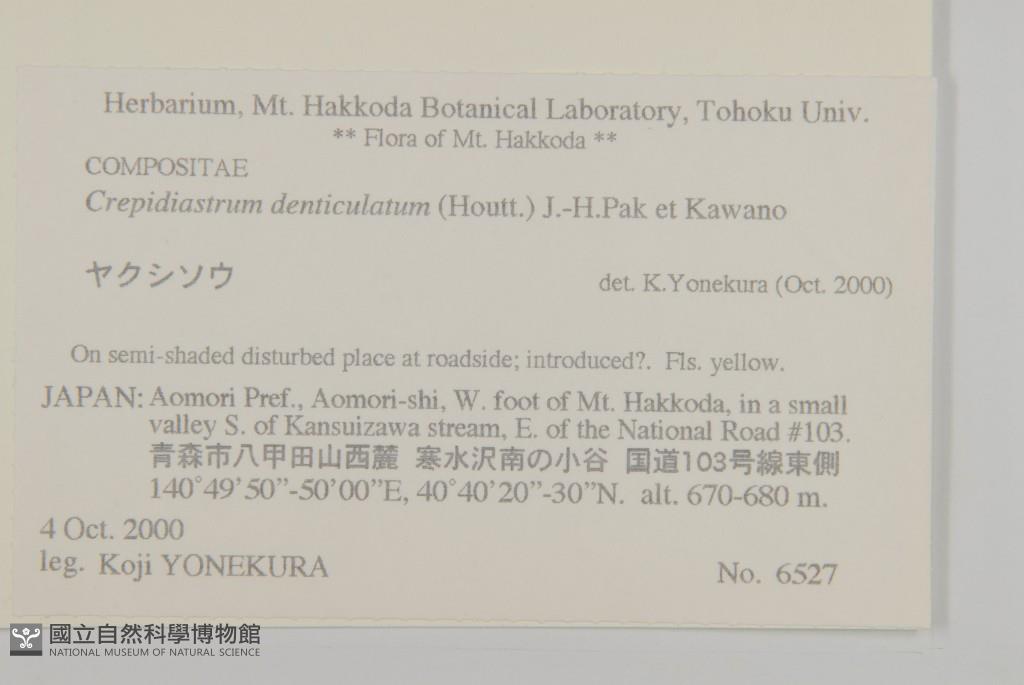 Herbarium, Mt. Hakkoda Botanical Laboratory, Tohoku Univ.
** Flora of Mt. Hakkoda **
COMPOSITAE
Crepidiastrum denticulatum (Houtt.) J.-H.Pak et Kawano
ヤクシソウ det. K.Yonekura (Oct. 2000)
On semi-shaded disturbed place at roadside; introduced?. Fls. yellow.
JAPAN: Aomori Pref., Aomori-shi, W. foot of Mt. Hakkoda, in a small
valley S. of Kansuizawa stream, E. of the National Road #103.
青森市八甲田山西麓 寒水沢南の小谷 国道103号線東側
140°49’50”-50’00”E, 40°40’20”-30”N. alt. 670-680 m.
4 Oct. 2000
leg. Koji YONEKURA No. 6527
國立自然科學博物館
NATIONAL MUSEUM OF NATURAL SCIENCE